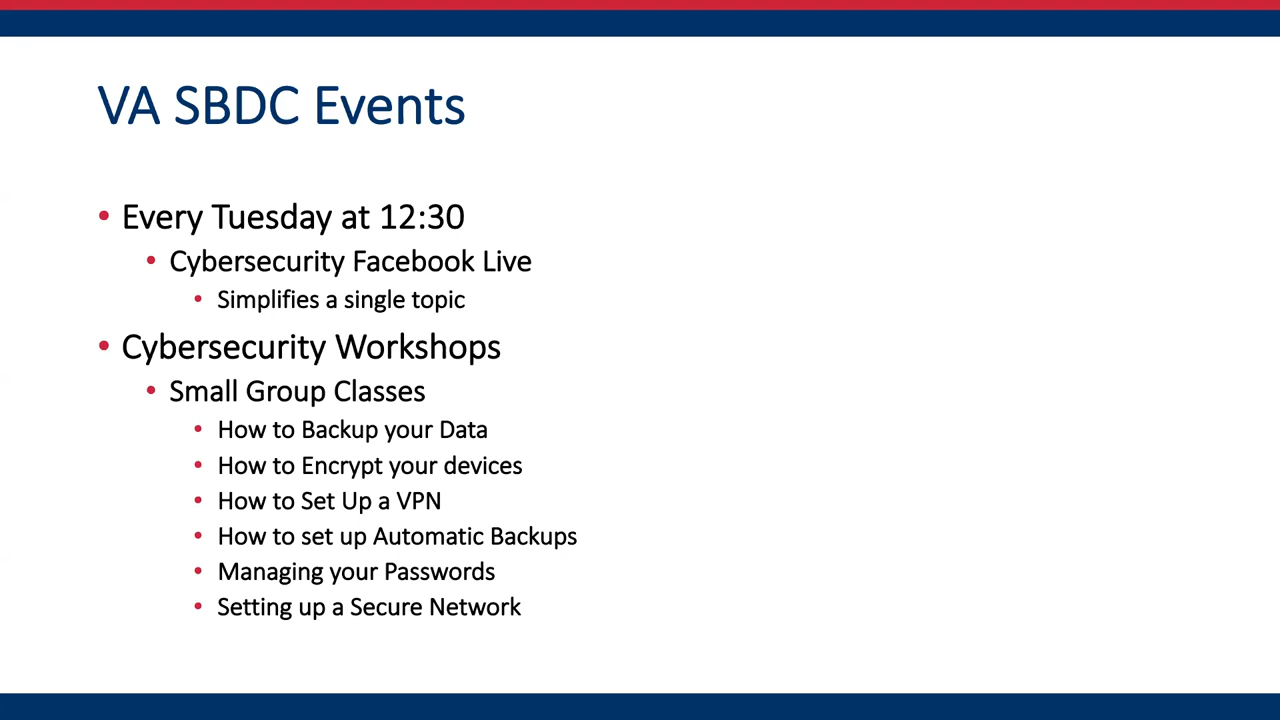 VA SBDC Events
• Every Tuesday at 12:30
• Cybersecurity Facebook Live
• Simplifies a single topic
• Cybersecurity Workshops
• Small Group Classes
• How to Backup your Data
• How to Encrypt your devices
• How to Set Up a VPN
• How to set up Automatic Backups
• Managing your Passwords
• Setting up a Secure Network